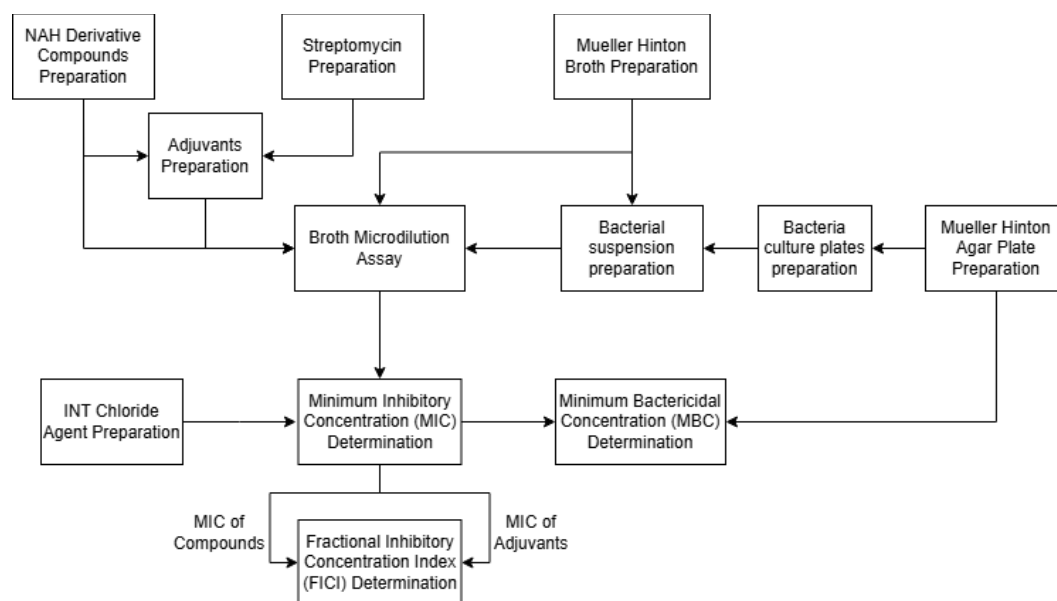 NAH Derivative
Compounds
Preparation
Streptomycin
Preparation
Mueller Hinton
Broth Preparation
Adjuvants
Preparation
Broth Microdilution
Assay
Bacterial
suspension
preparation
Bacteria
culture plates
preparation
Mueller Hinton
Agar Plate
Preparation
INT Chloride
Agent Preparation
Minimum Inhibitory
Concentration (MIC)
Determination
Minimum Bactericidal
Concentration (MBC)
Determination
MIC of
Compounds
MIC of
Adjuvants
Fractional Inhibitory
Concentration Index
(FICI) Determination